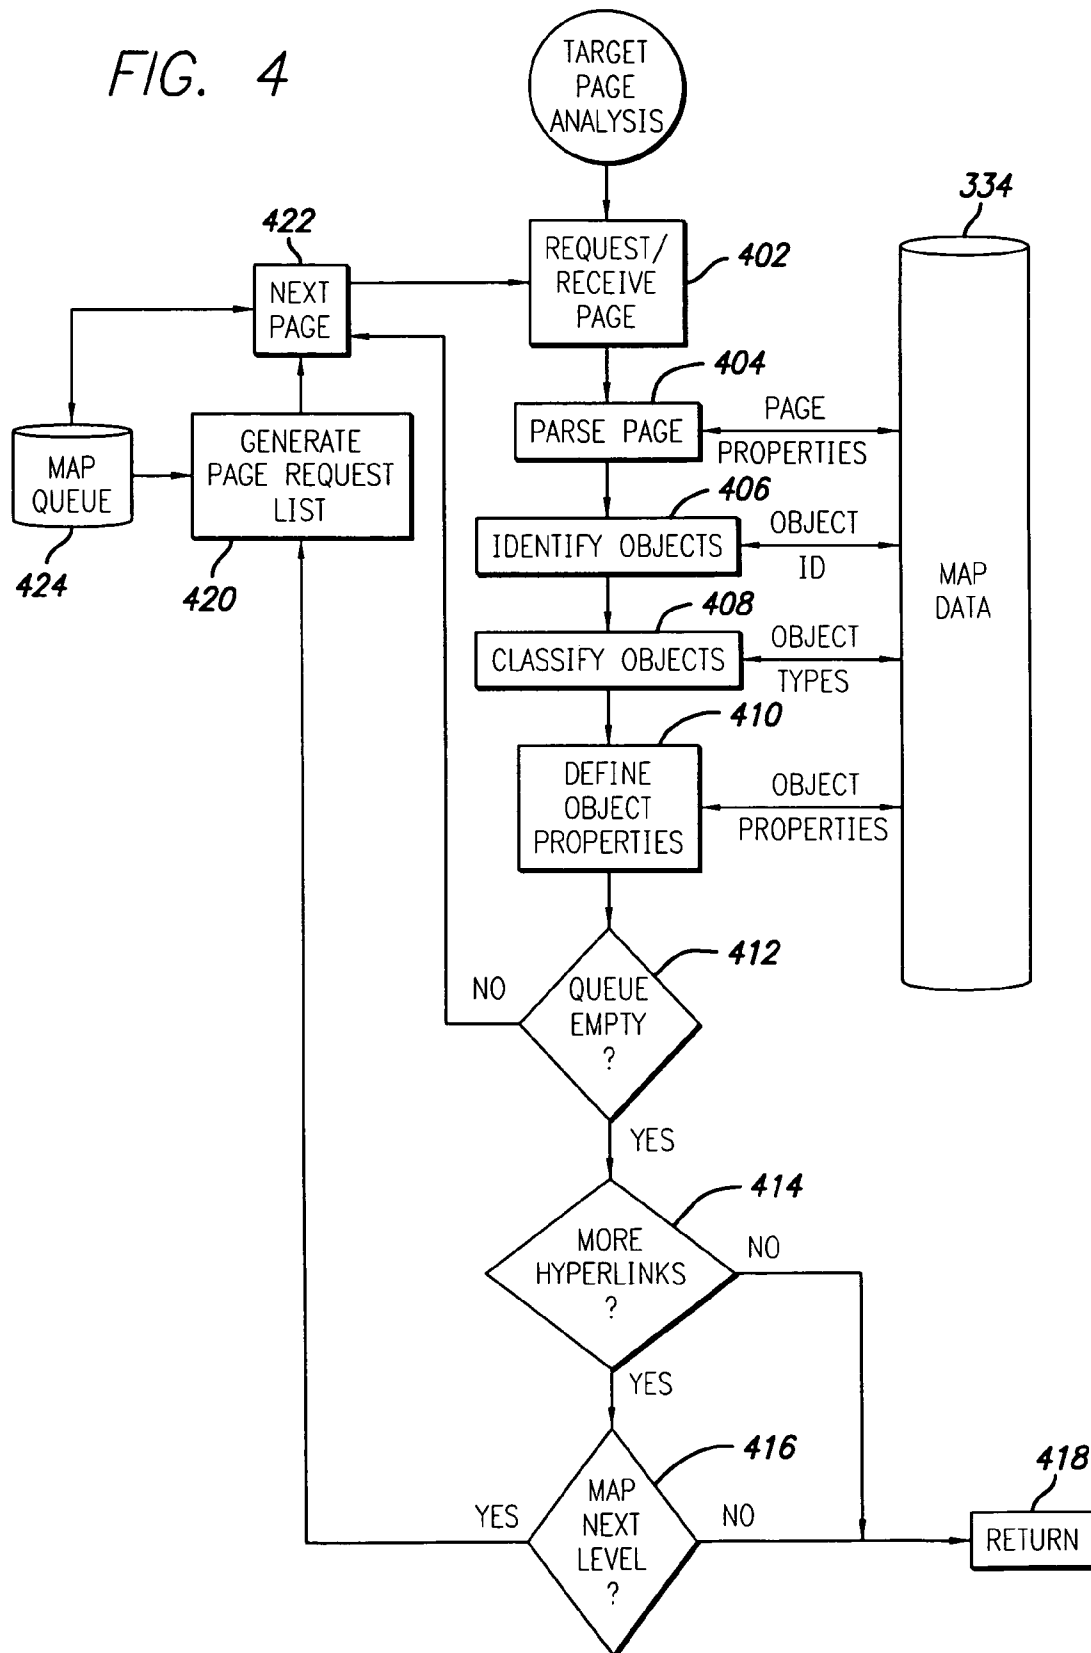 FIG. 4
TARGET
PAGE
ANALYSIS
334
422
NEXT
PAGE
REQUEST/
RECEIVE
PAGE
402
404
PARSE PAGE
PAGE
PROPERTIES
MAP
QUEUE
424
GENERATE
PAGE REQUEST
LIST
420
406
IDENTIFY OBJECTS
OBJECT
ID
MAP
DATA
408
CLASSIFY OBJECTS
OBJECT
TYPES
410
DEFINE
OBJECT
PROPERTIES
OBJECT
PROPERTIES
412
NO
QUEUE
EMPTY
?
YES
414
MORE
HYPERLINKS
?
NO
YES
416
YES
MAP
NEXT
LEVEL
?
NO
418
RETURN